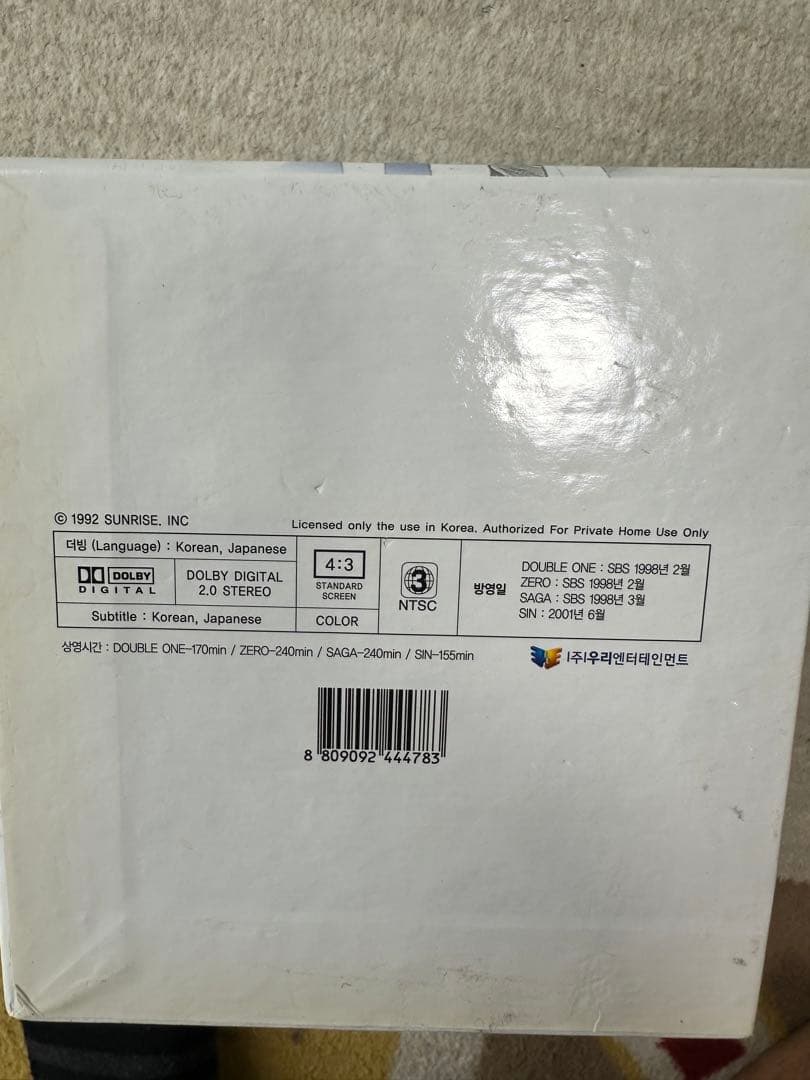 © 1992 SUNRISE. INC
Licensed only the use in Korea. Authorized For Private Home Use Only
더빙 (Language) : Korean, Japanese
DOLBY
DIGITAL
DOLBY DIGITAL
2.0 STEREO
Subtitle : Korean, Japanese
4:3
STANDARD
SCREEN
COLOR
3
NTSC
방영일
DOUBLE ONE : SBS 1998년 2월
ZERO : SBS 1998년 2월
SAGA : SBS 1998년 3월
SIN : 2001년 6월
상영시간 : DOUBLE ONE-170min / ZERO-240min / SAGA-240min / SIN-155min
(주)우리엔터테인먼트
8 809092 444783